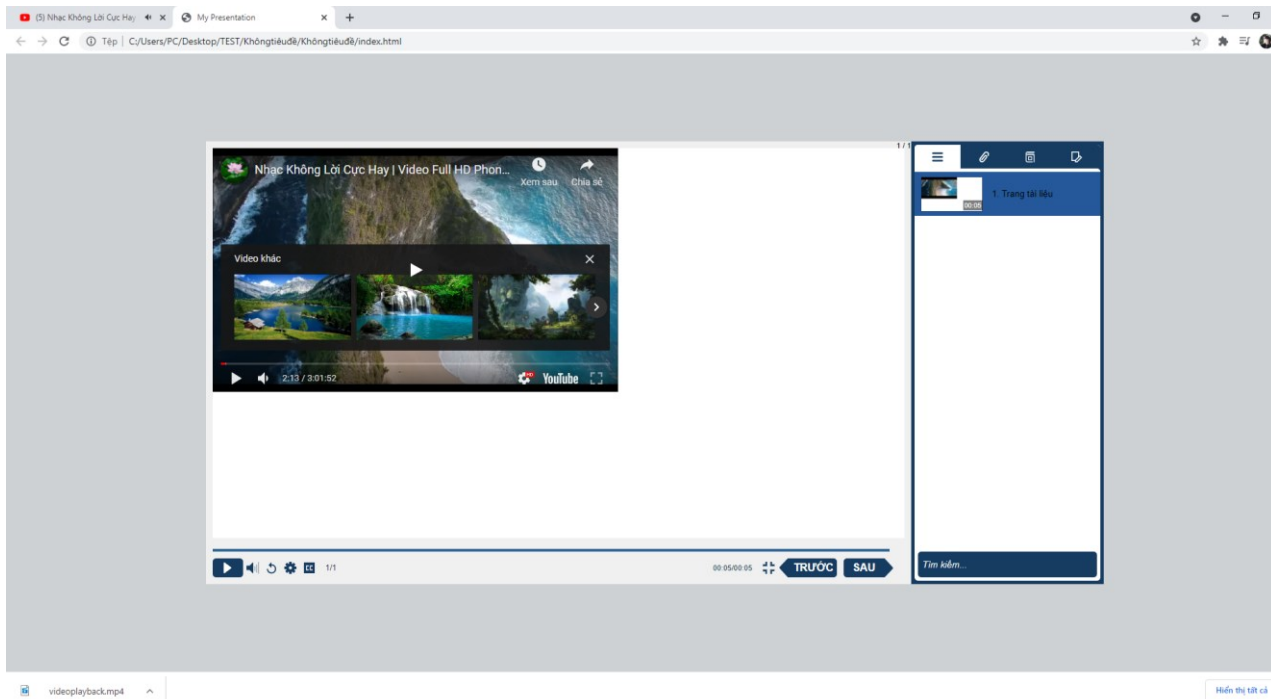 (5) Nhạc Không Lời Cực Hay
My Presentation
Tệp
C:/Users/PC/Desktop/TEST/Khôngtiêuđề/Khôngtiêuđề/index.html
1 / 1
Nhạc Không Lời Cực Hay | Video Full HD Phon...
Xem sau
Chia sẻ
Video khác
2:13 / 3:01:52
HD
YouTube
00:05
1. Trang tài liệu
CC
1/1
00:05/00:05
TRƯỚC
SAU
Tìm kiếm...
videoplayback.mp4
Hiển thị tất cả